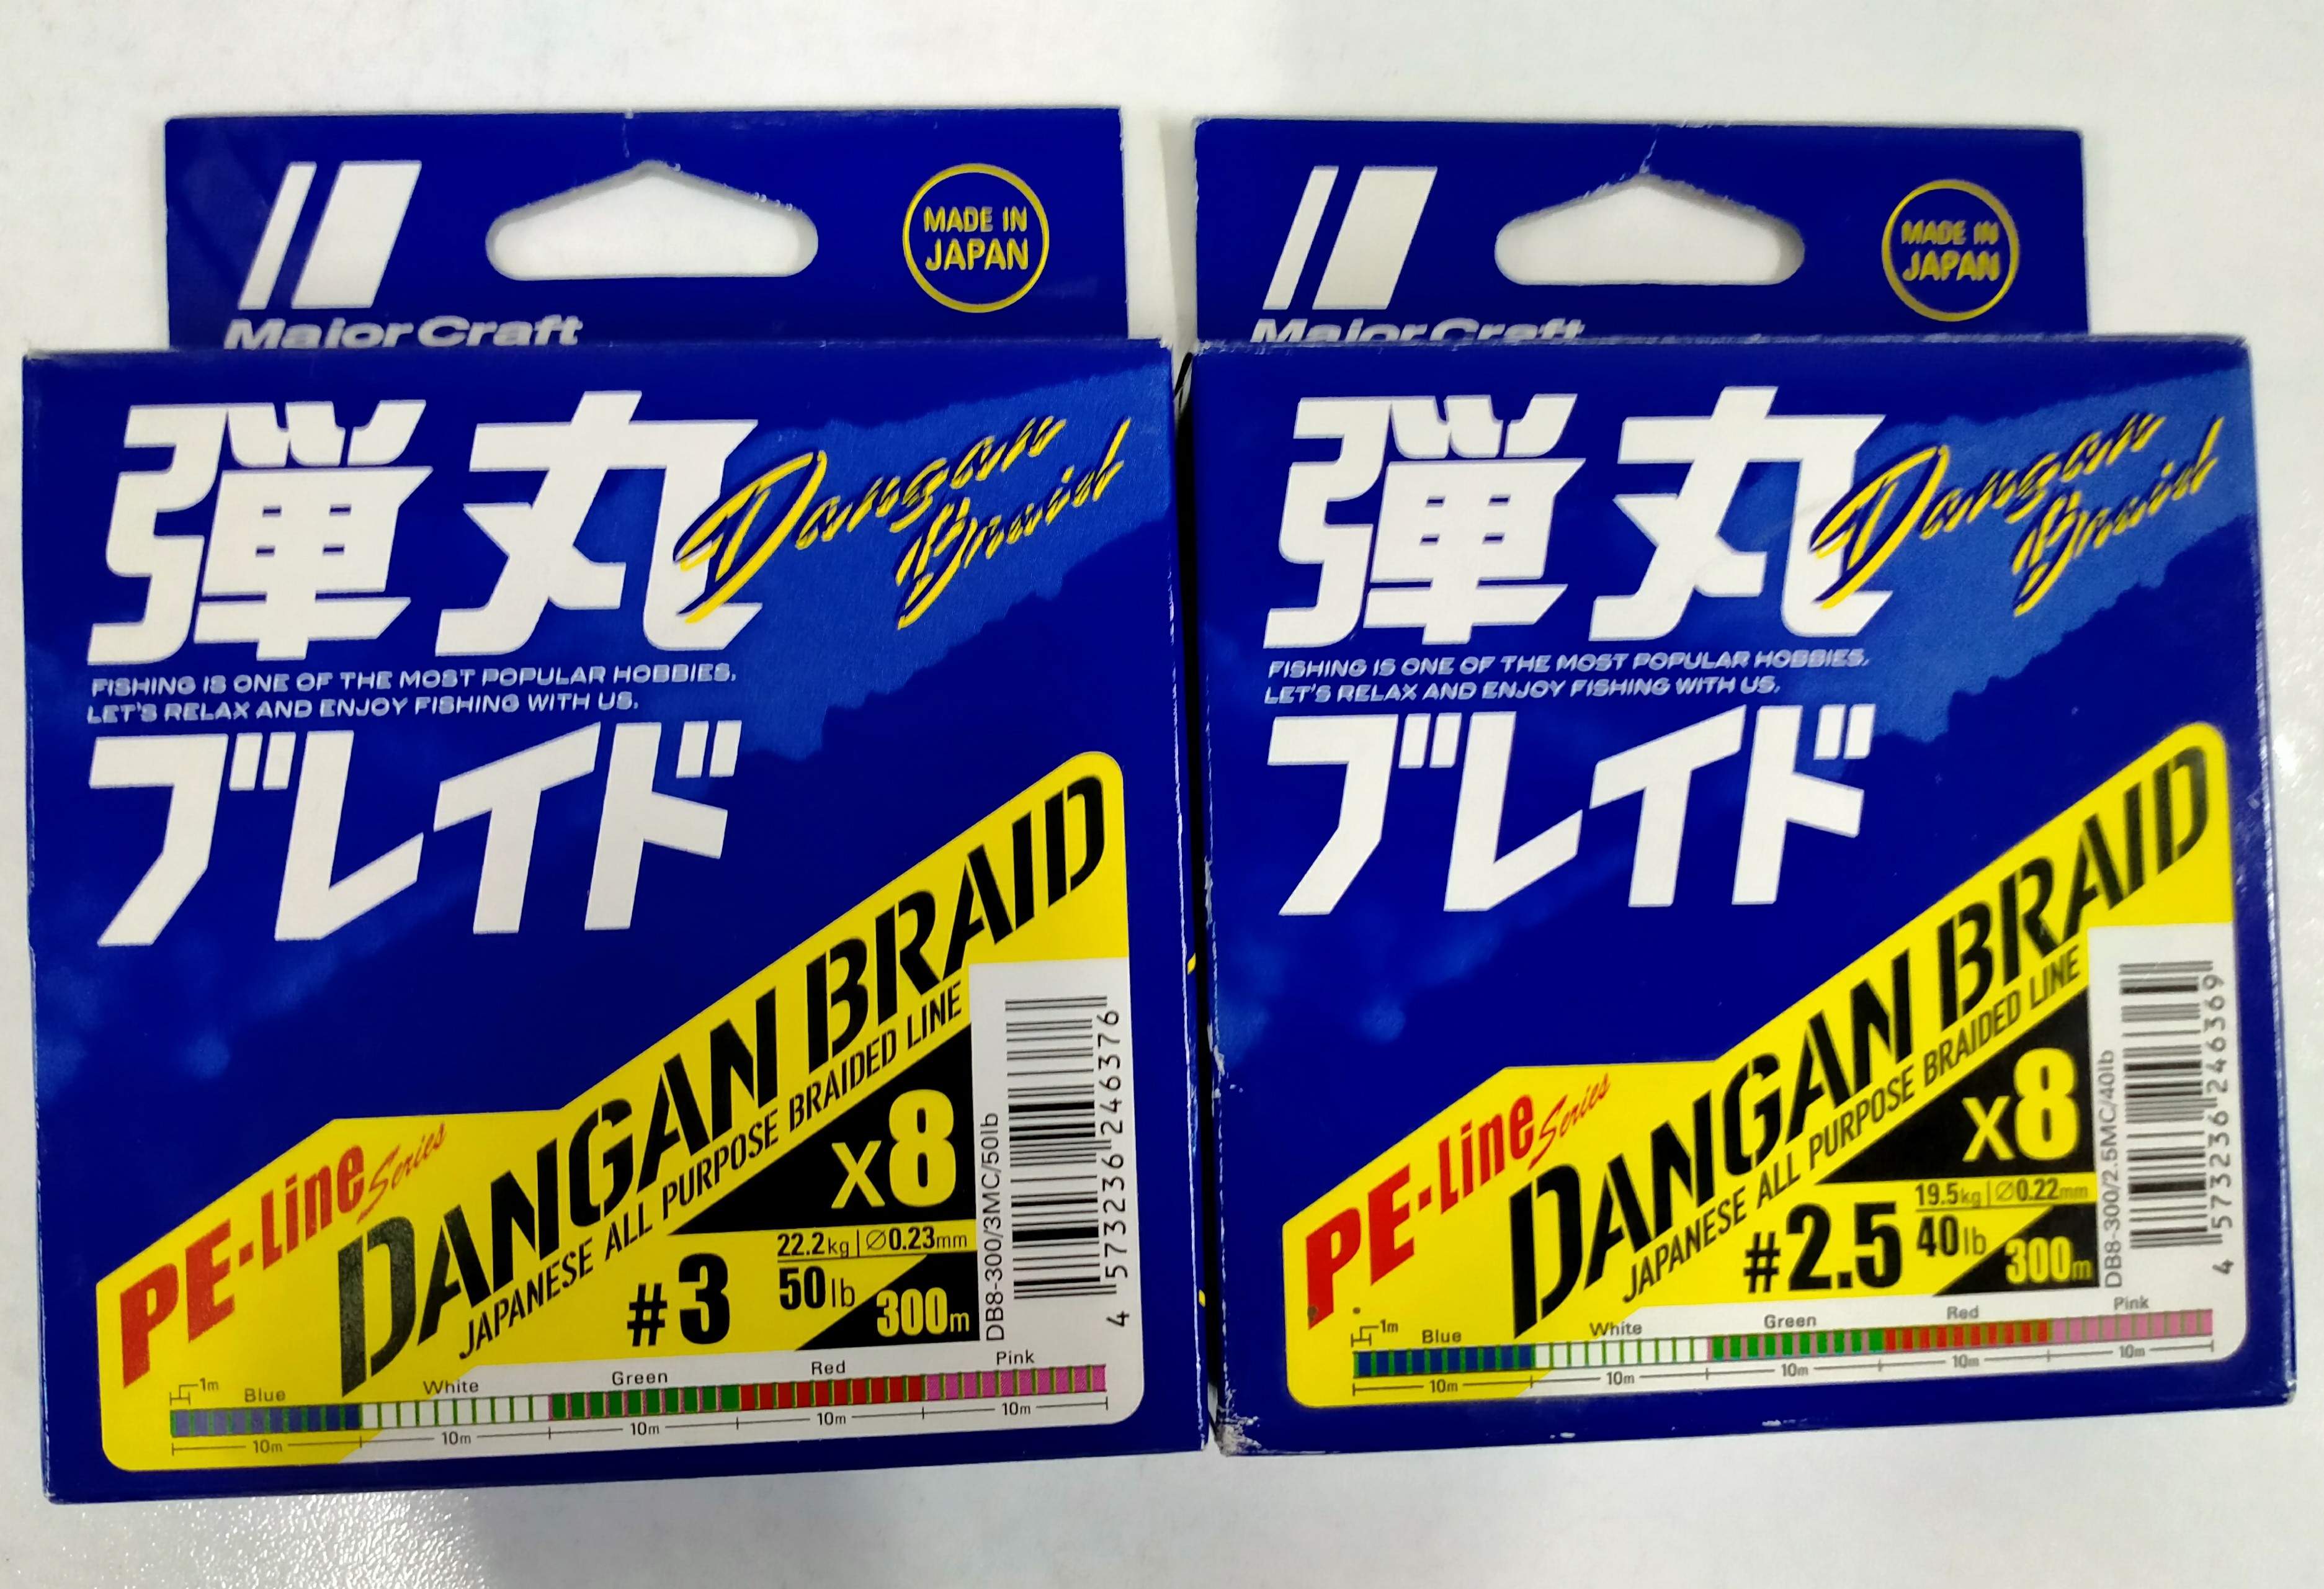 Major Craft
MADE IN
JAPAN
弾丸
Dangan
Braid
FISHING IS ONE OF THE MOST POPULAR HOBBIES.
LET'S RELAX AND ENJOY FISHING WITH US.
ブレイド
PE-Line Series
DANGAN BRAID
JAPANESE ALL PURPOSE BRAIDED LINE
X8
#3
22.2kg | Ø0.23mm
50lb
300m
DB8-300/3MC/50lb
4 573236 246376
1m
Blue White Green Red Pink
10m 10m 10m 10m 10m
Major Craft
MADE IN
JAPAN
弾丸
Dangan
Braid
FISHING IS ONE OF THE MOST POPULAR HOBBIES.
LET'S RELAX AND ENJOY FISHING WITH US.
ブレイド
PE-Line Series
DANGAN BRAID
JAPANESE ALL PURPOSE BRAIDED LINE
X8
#2.5
19.5kg | Ø0.22mm
40lb
300m
DB8-300/2.5MC/40lb
4 573236 246369
1m
Blue White Green Red Pink
10m 10m 10m 10m 10m